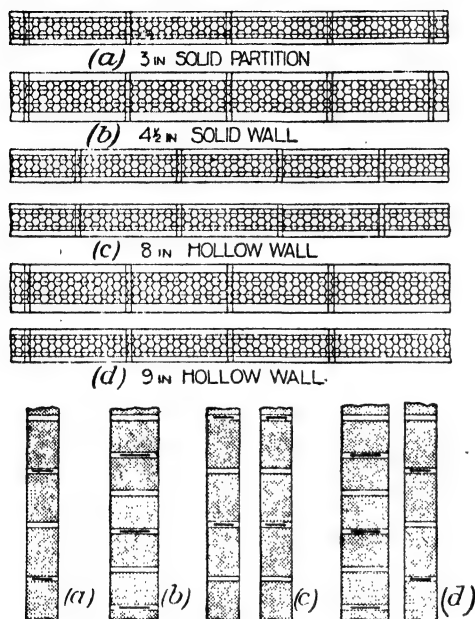 (a) 3 IN SOLID PARTITION
(b) 4½ IN SOLID WALL
(c) 8 IN HOLLOW WALL
(d) 9 IN HOLLOW WALL.
(a) (b) (c) (d)